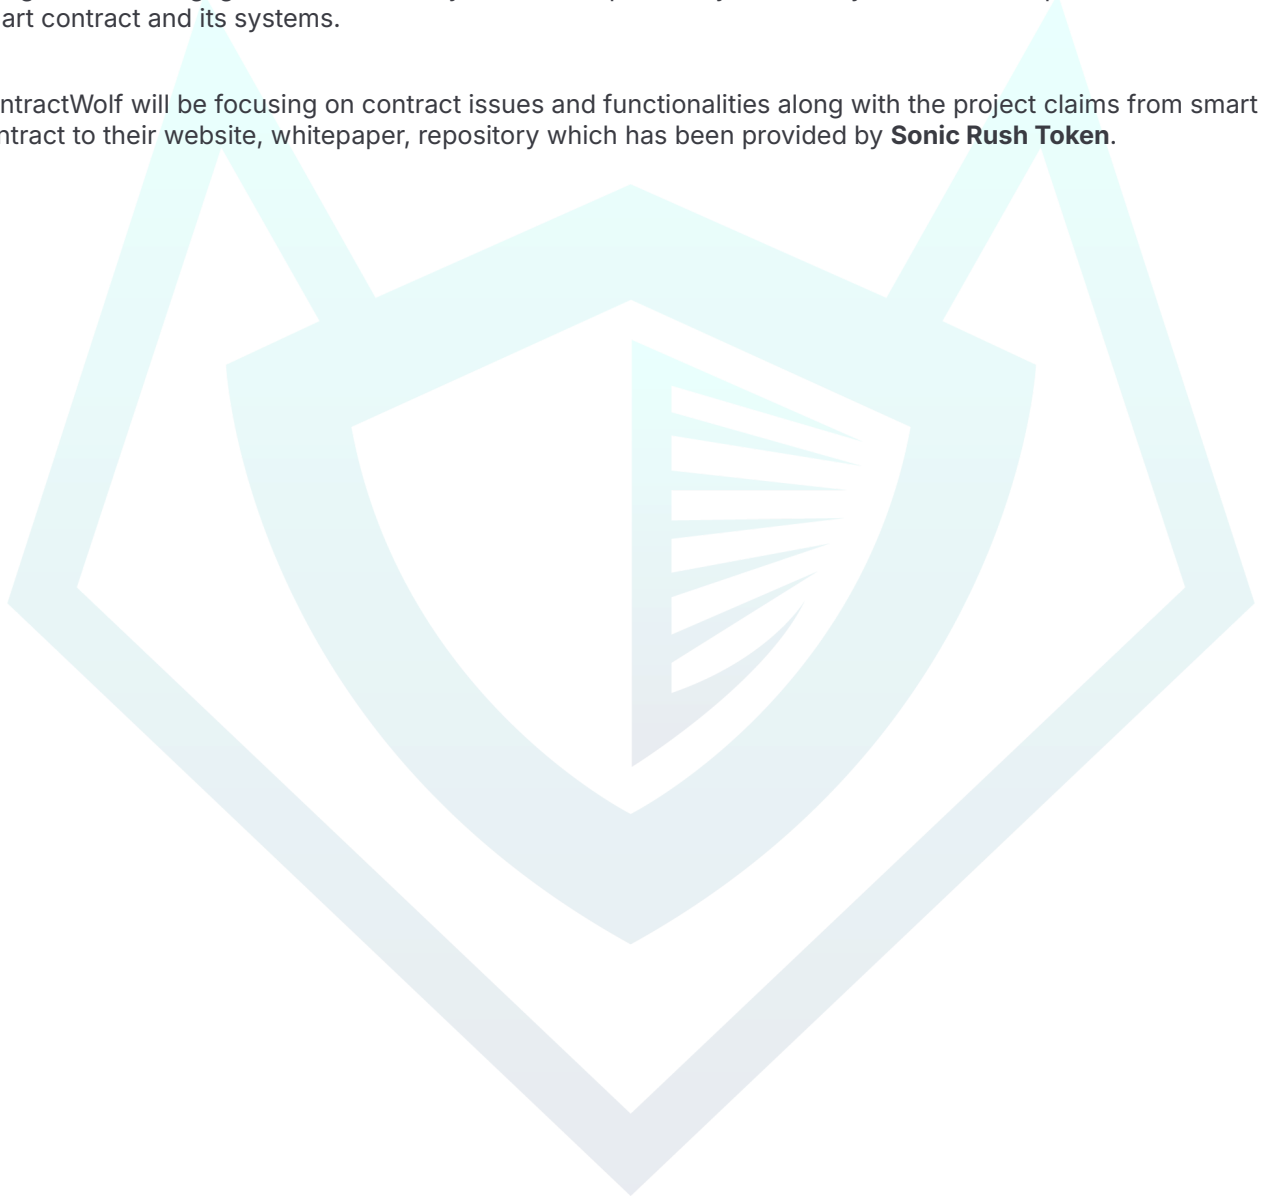 art contract and its systems.
ntractWolf will be focusing on contract issues and functionalities along with the project claims from smart
ntract to their website, whitepaper, repository which has been provided by Sonic Rush Token.